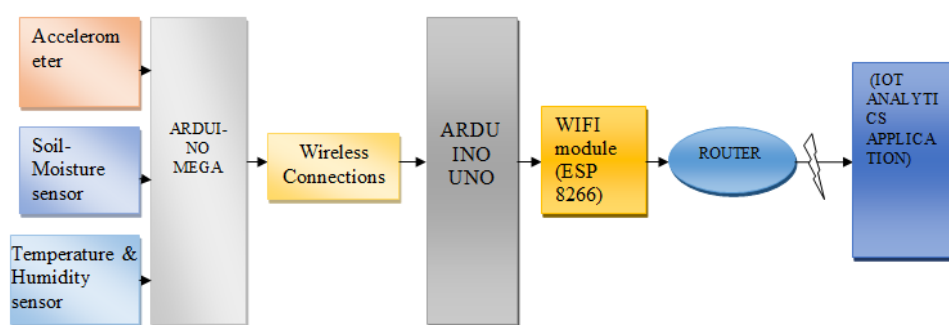 Accelerom
eter
Soil-
Moisture
sensor
Temperature &
Humidity
sensor
ARDUI-
NO
MEGA
Wireless
Connections
ARDU
INO
UNO
WIFI
module
(ESP
8266)
ROUTER
(IOT
ANALYTI
CS
APPLICA
TION)